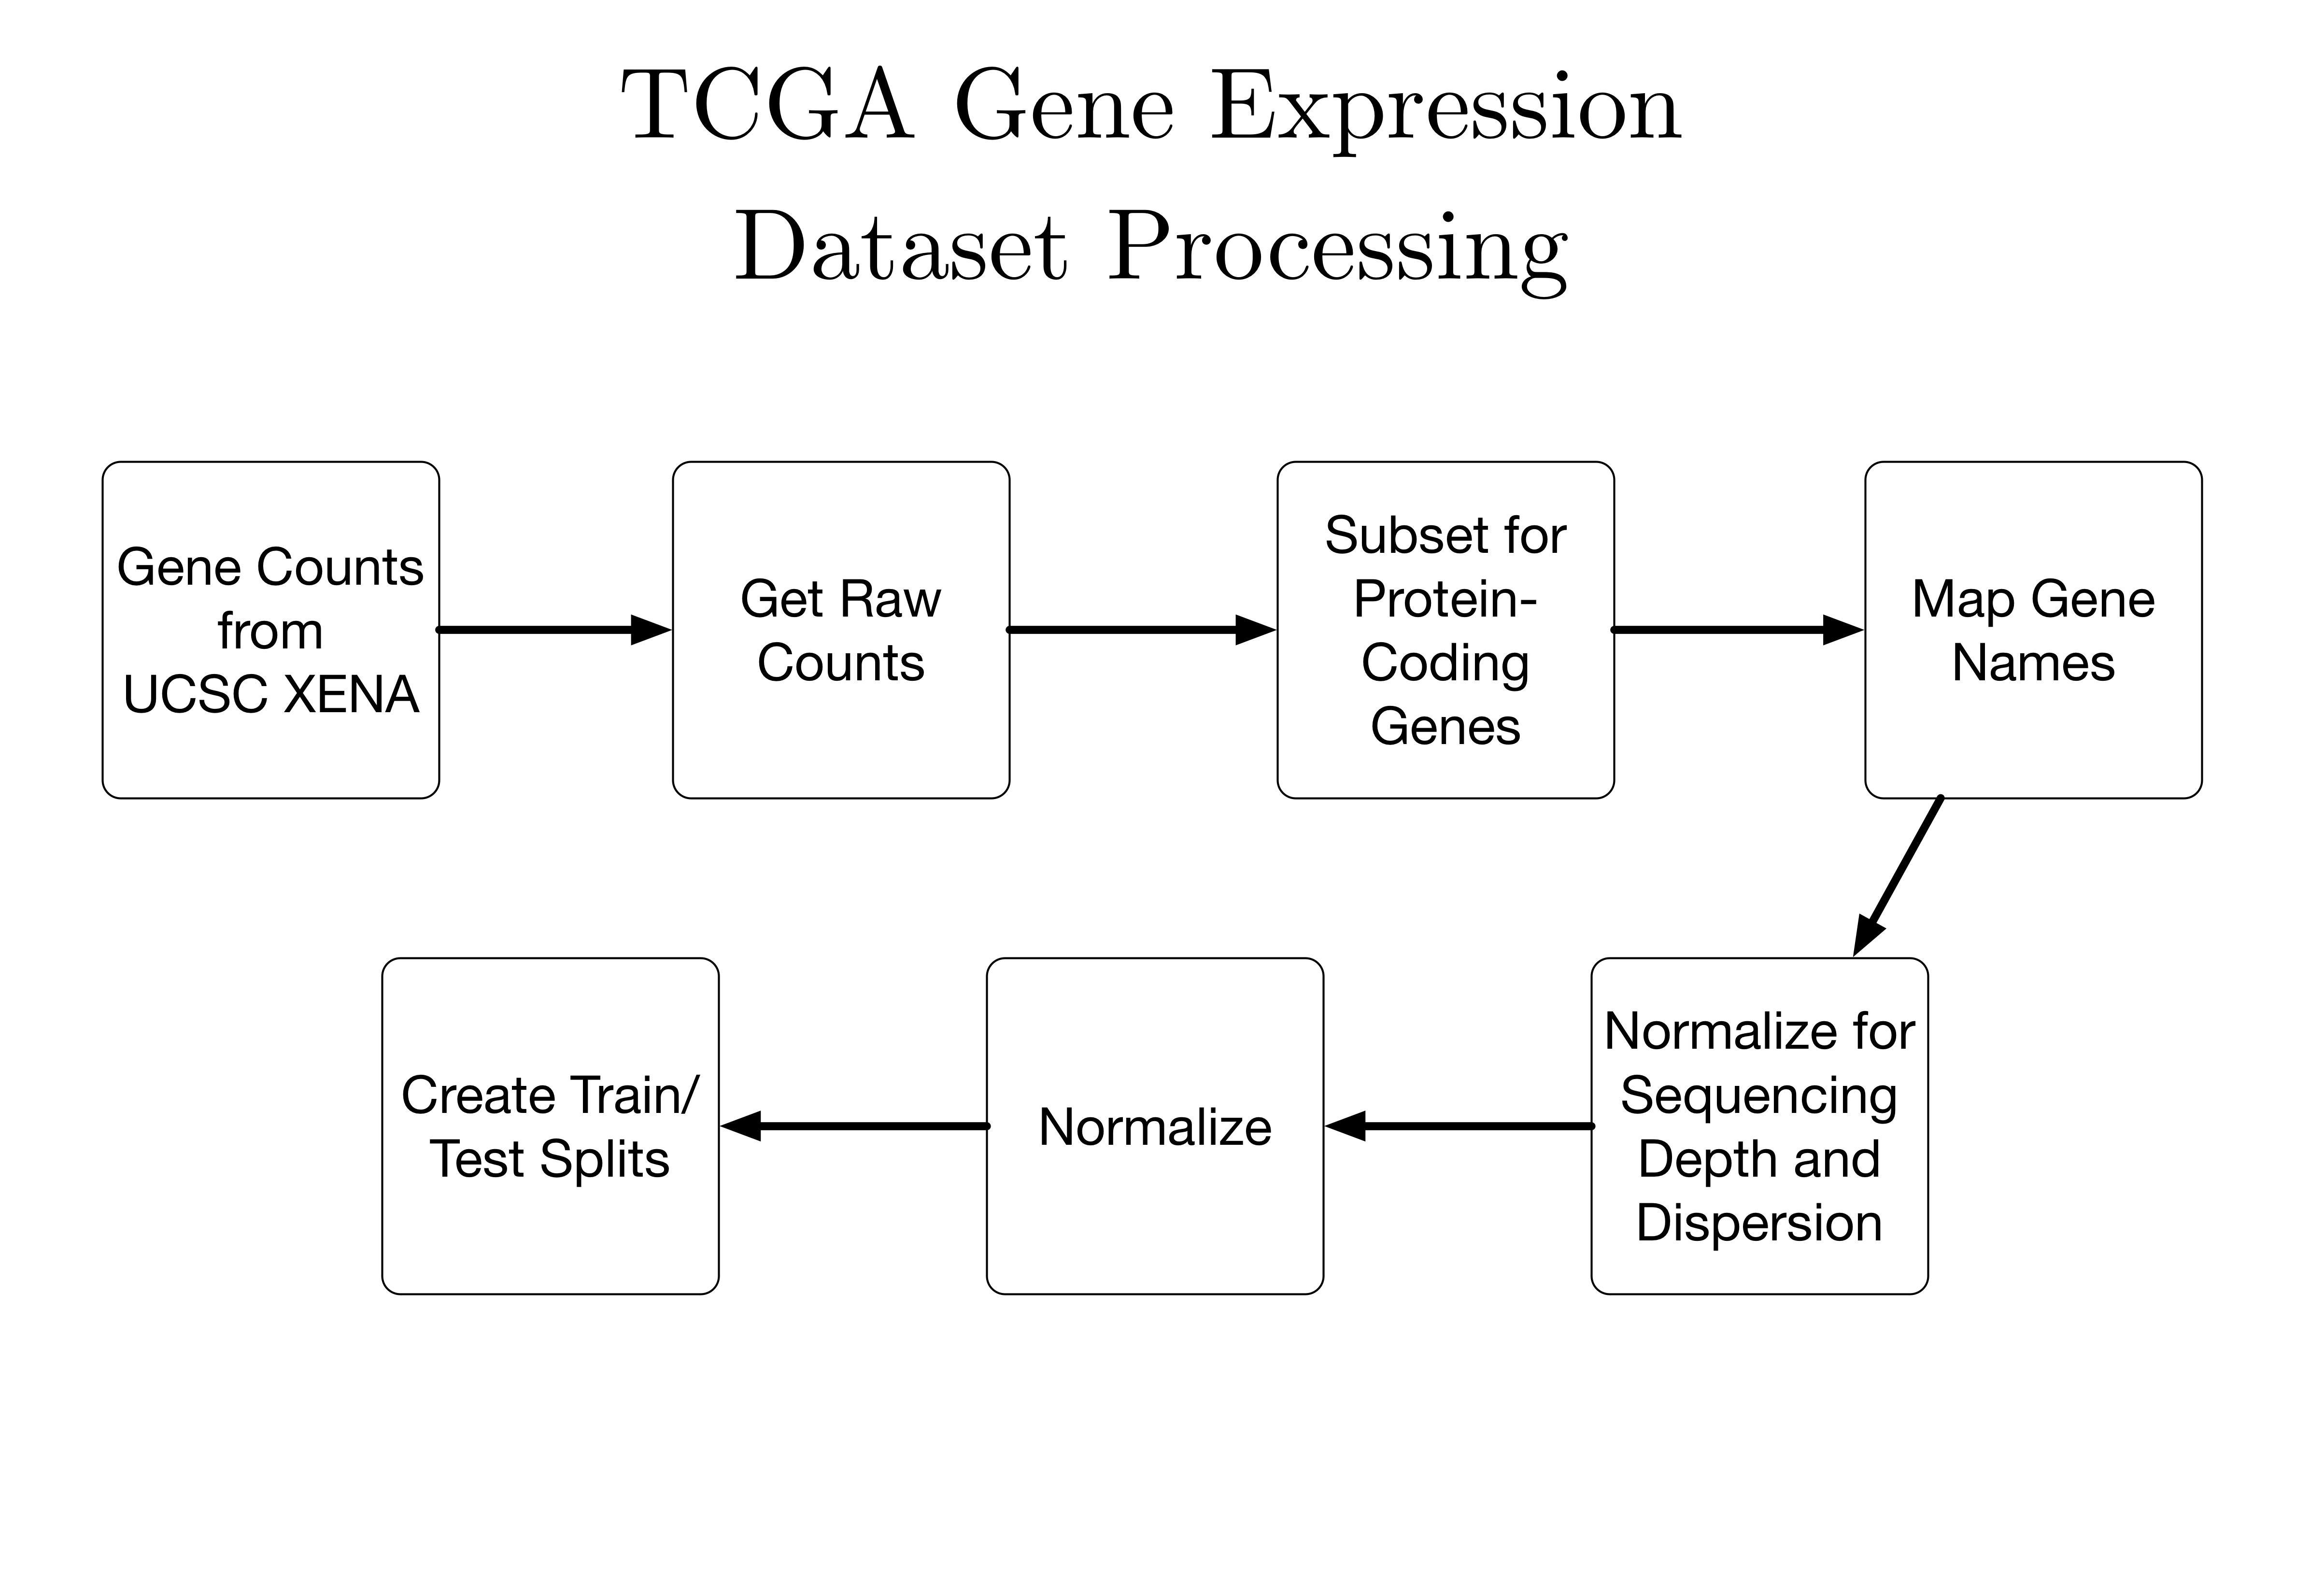 TCGA Gene Expression
Dataset Processing
Gene Counts
from
UCSC XENA
Get Raw
Counts
Subset for
Protein-
Coding
Genes
Map Gene
Names
Normalize for
Sequencing
Depth and
Dispersion
Normalize
Create Train/
Test Splits